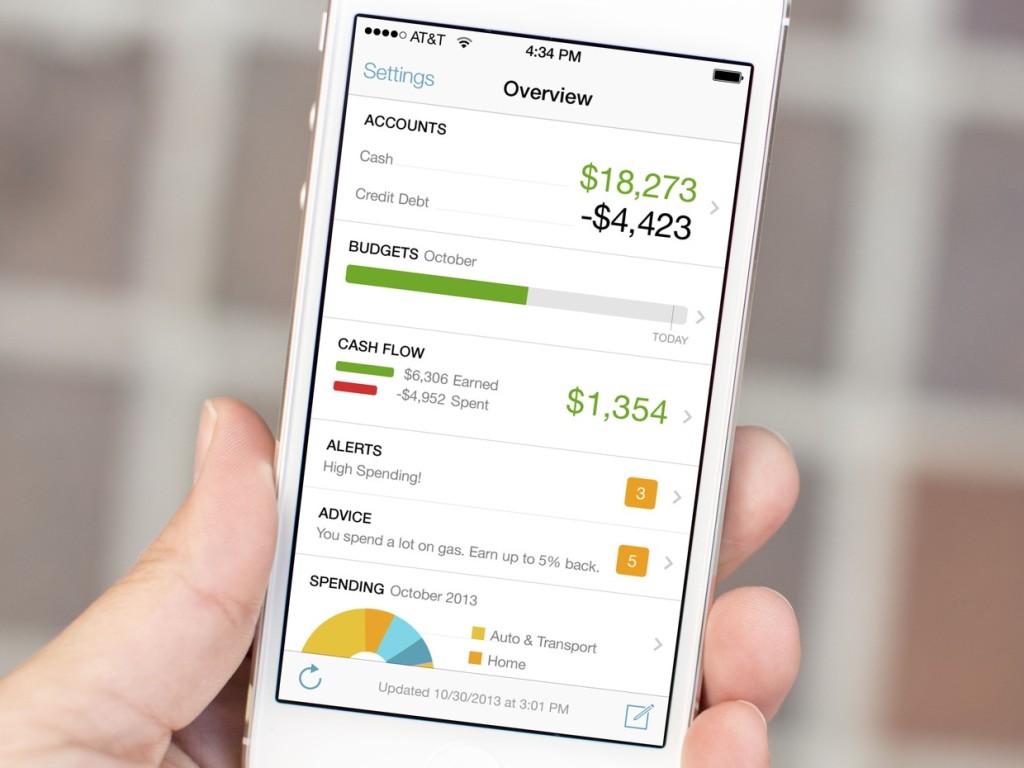 AT&T 4:34 PM
Settings Overview
ACCOUNTS
Cash $18,273
Credit Debt -$4,423
BUDGETS October
TODAY
CASH FLOW
$6,306 Earned
-$4,952 Spent
$1,354
ALERTS
High Spending! 3
ADVICE
You spend a lot on gas. Earn up to 5% back. 5
SPENDING October 2013
Auto & Transport
Home
Updated 10/30/2013 at 3:01 PM